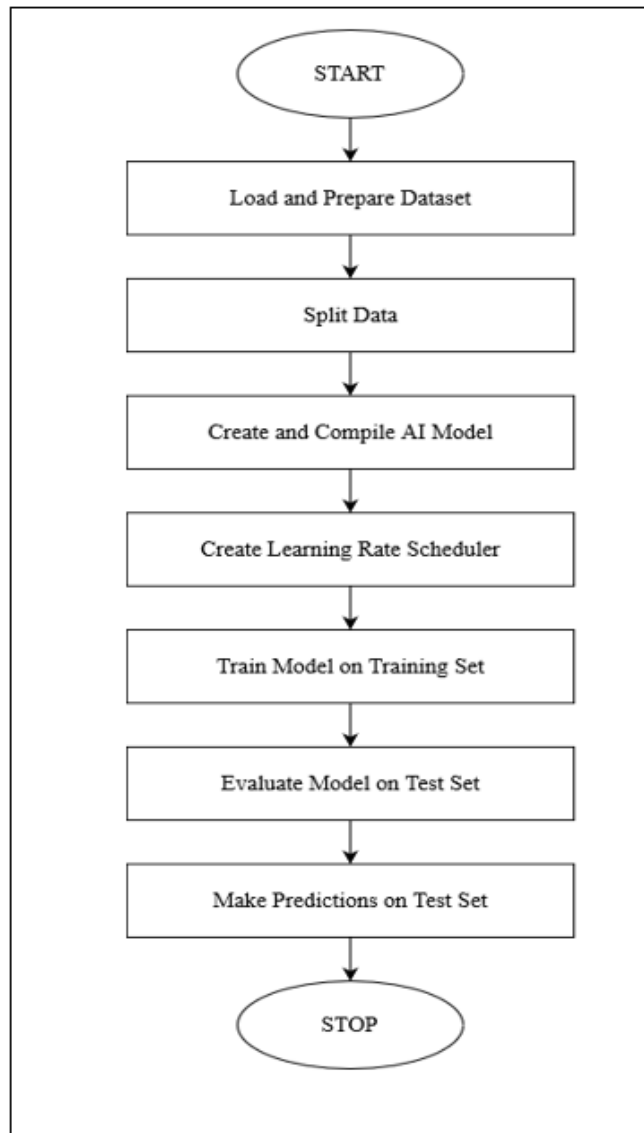 START
Load and Prepare Dataset
Split Data
Create and Compile AI Model
Create Learning Rate Scheduler
Train Model on Training Set
Evaluate Model on Test Set
Make Predictions on Test Set
STOP